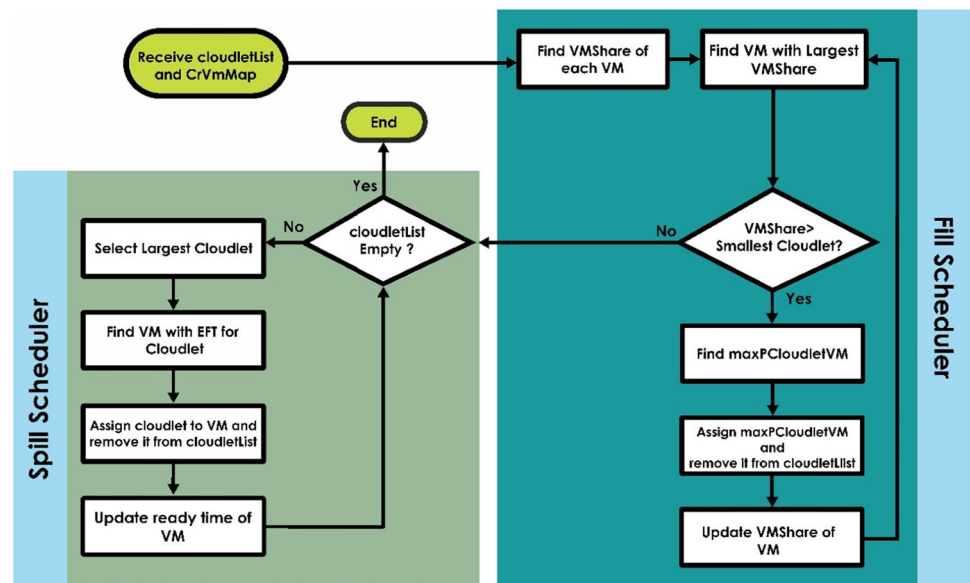 Receive cloudletList
and CrVmMap
Find VMShare of
each VM
Find VM with Largest
VMShare
End
Yes
No
cloudletList
Empty ?
No
VMShare>
Smallest Cloudlet?
Yes
Select Largest Cloudlet
Find VM with EFT for
Cloudlet
Assign cloudlet to VM and
remove it from cloudletList
Update ready time of
VM
Spill Scheduler
Find maxPCloudletVM
Assign maxPCloudletVM
and
remove it from cloudletLlist
Update VMShare of
VM
Fill Scheduler